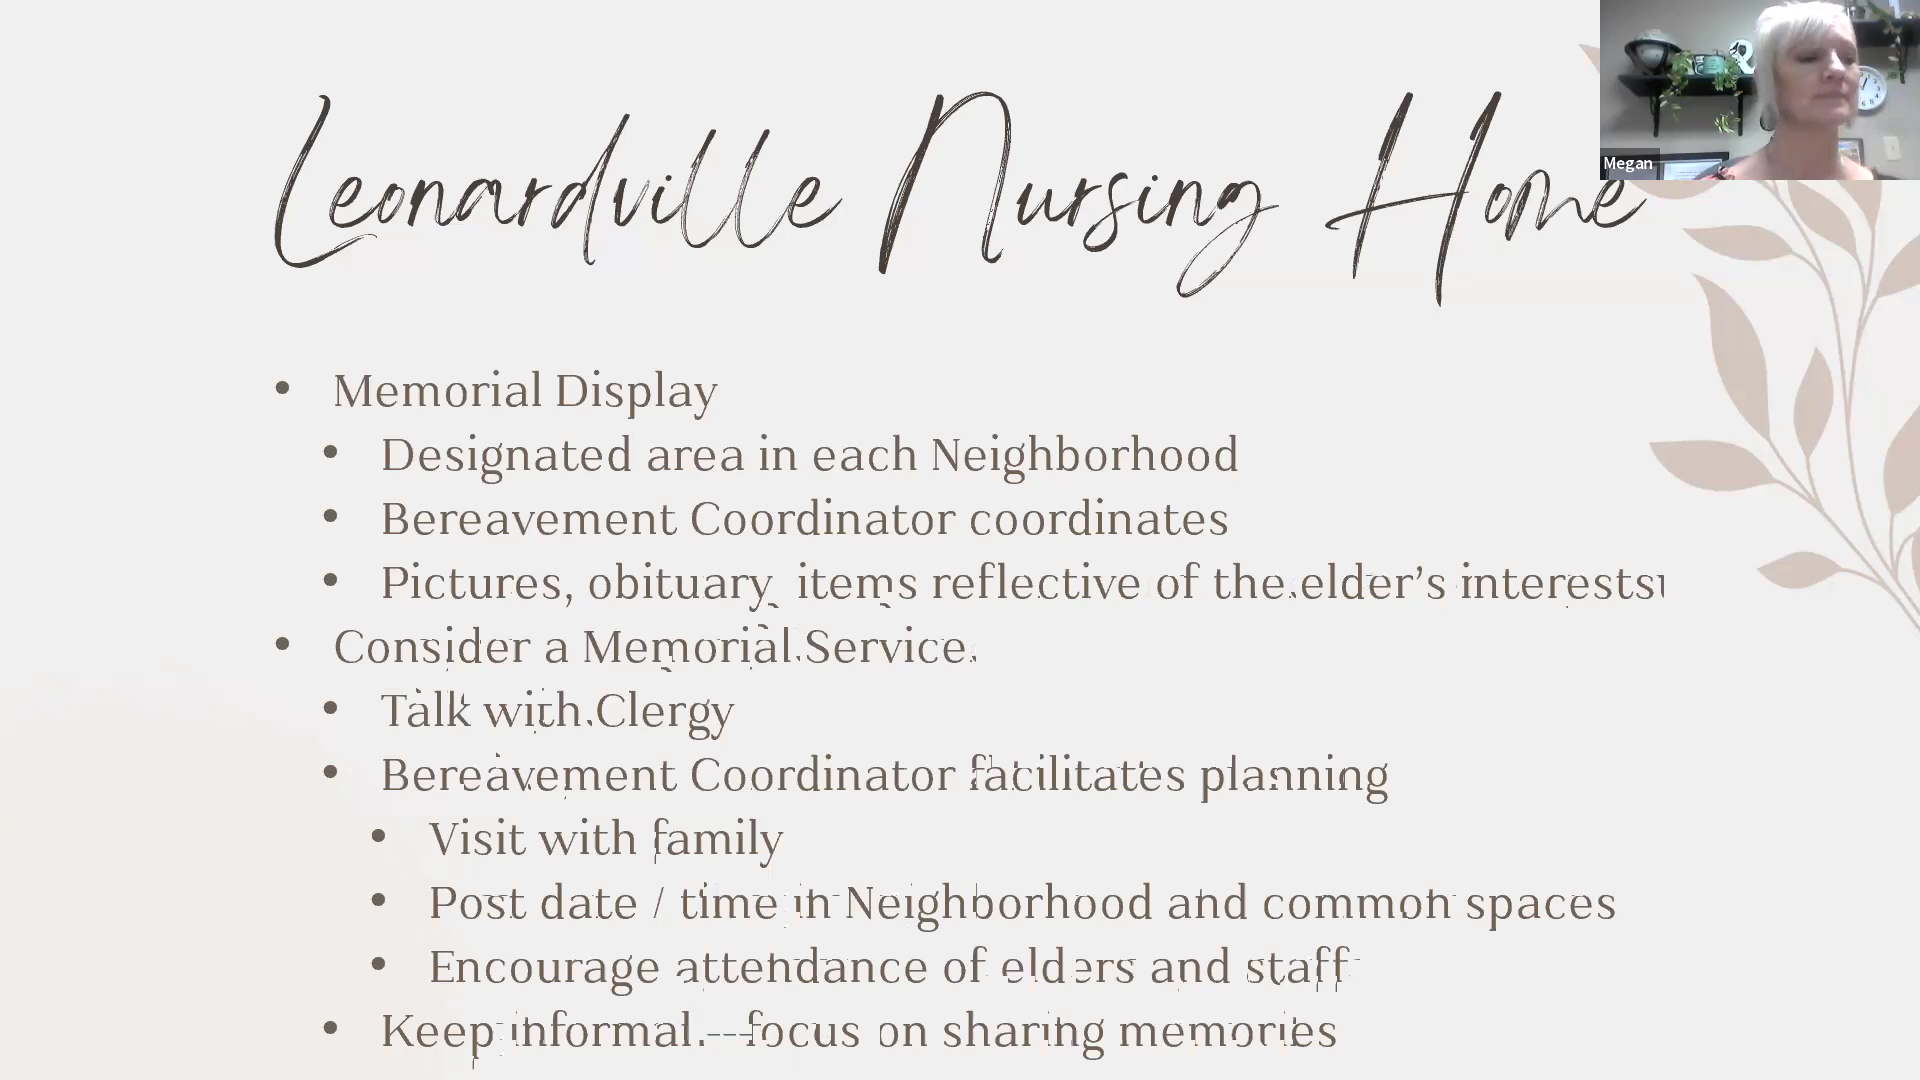 Leonardville Nursing Home
Megan
• Memorial Display
• Designated area in each Neighborhood
• Bereavement Coordinator coordinates
• Pictures, obituary, items reflective of the elder's interests
• Consider a Memorial Service
• Talk with Clergy
• Bereavement Coordinator facilitates planning
• Visit with family
• Post date / time in Neighborhood and common spaces
• Encourage attendance of elders and staff
• Keep informal – focus on sharing memories